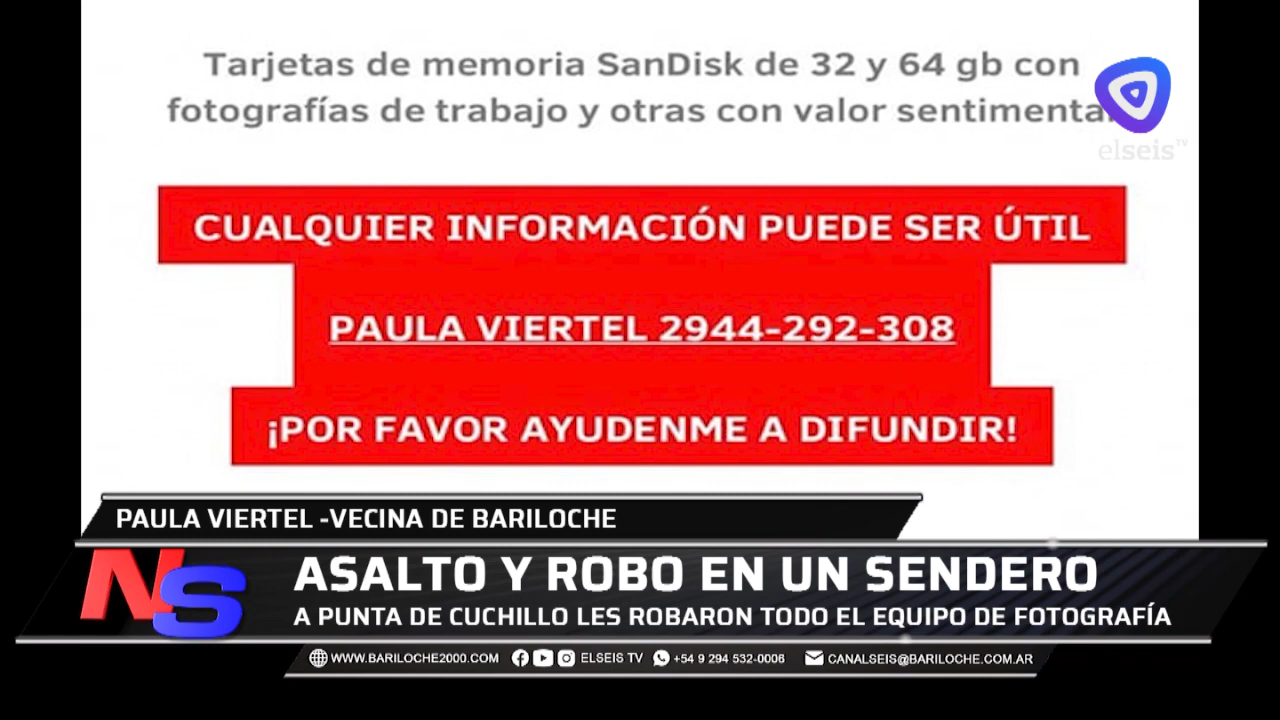 Tarjetas de memoria SanDisk de 32 y 64 gb con
fotografías de trabajo y otras con valor sentimental
elseis TV
CUALQUIER INFORMACIÓN PUEDE SER ÚTIL
PAULA VIERTEL 2944-292-308
¡POR FAVOR AYUDENME A DIFUNDIR!
PAULA VIERTEL -VECINA DE BARILOCHE
NS
ASALTO Y ROBO EN UN SENDERO
A PUNTA DE CUCHILLO LES ROBARON TODO EL EQUIPO DE FOTOGRAFÍA
WWW.BARILOCHE2000.COM ELSEIS TV +54 9 294 532-0006 CANALSEIS@BARILOCHE.COM.AR